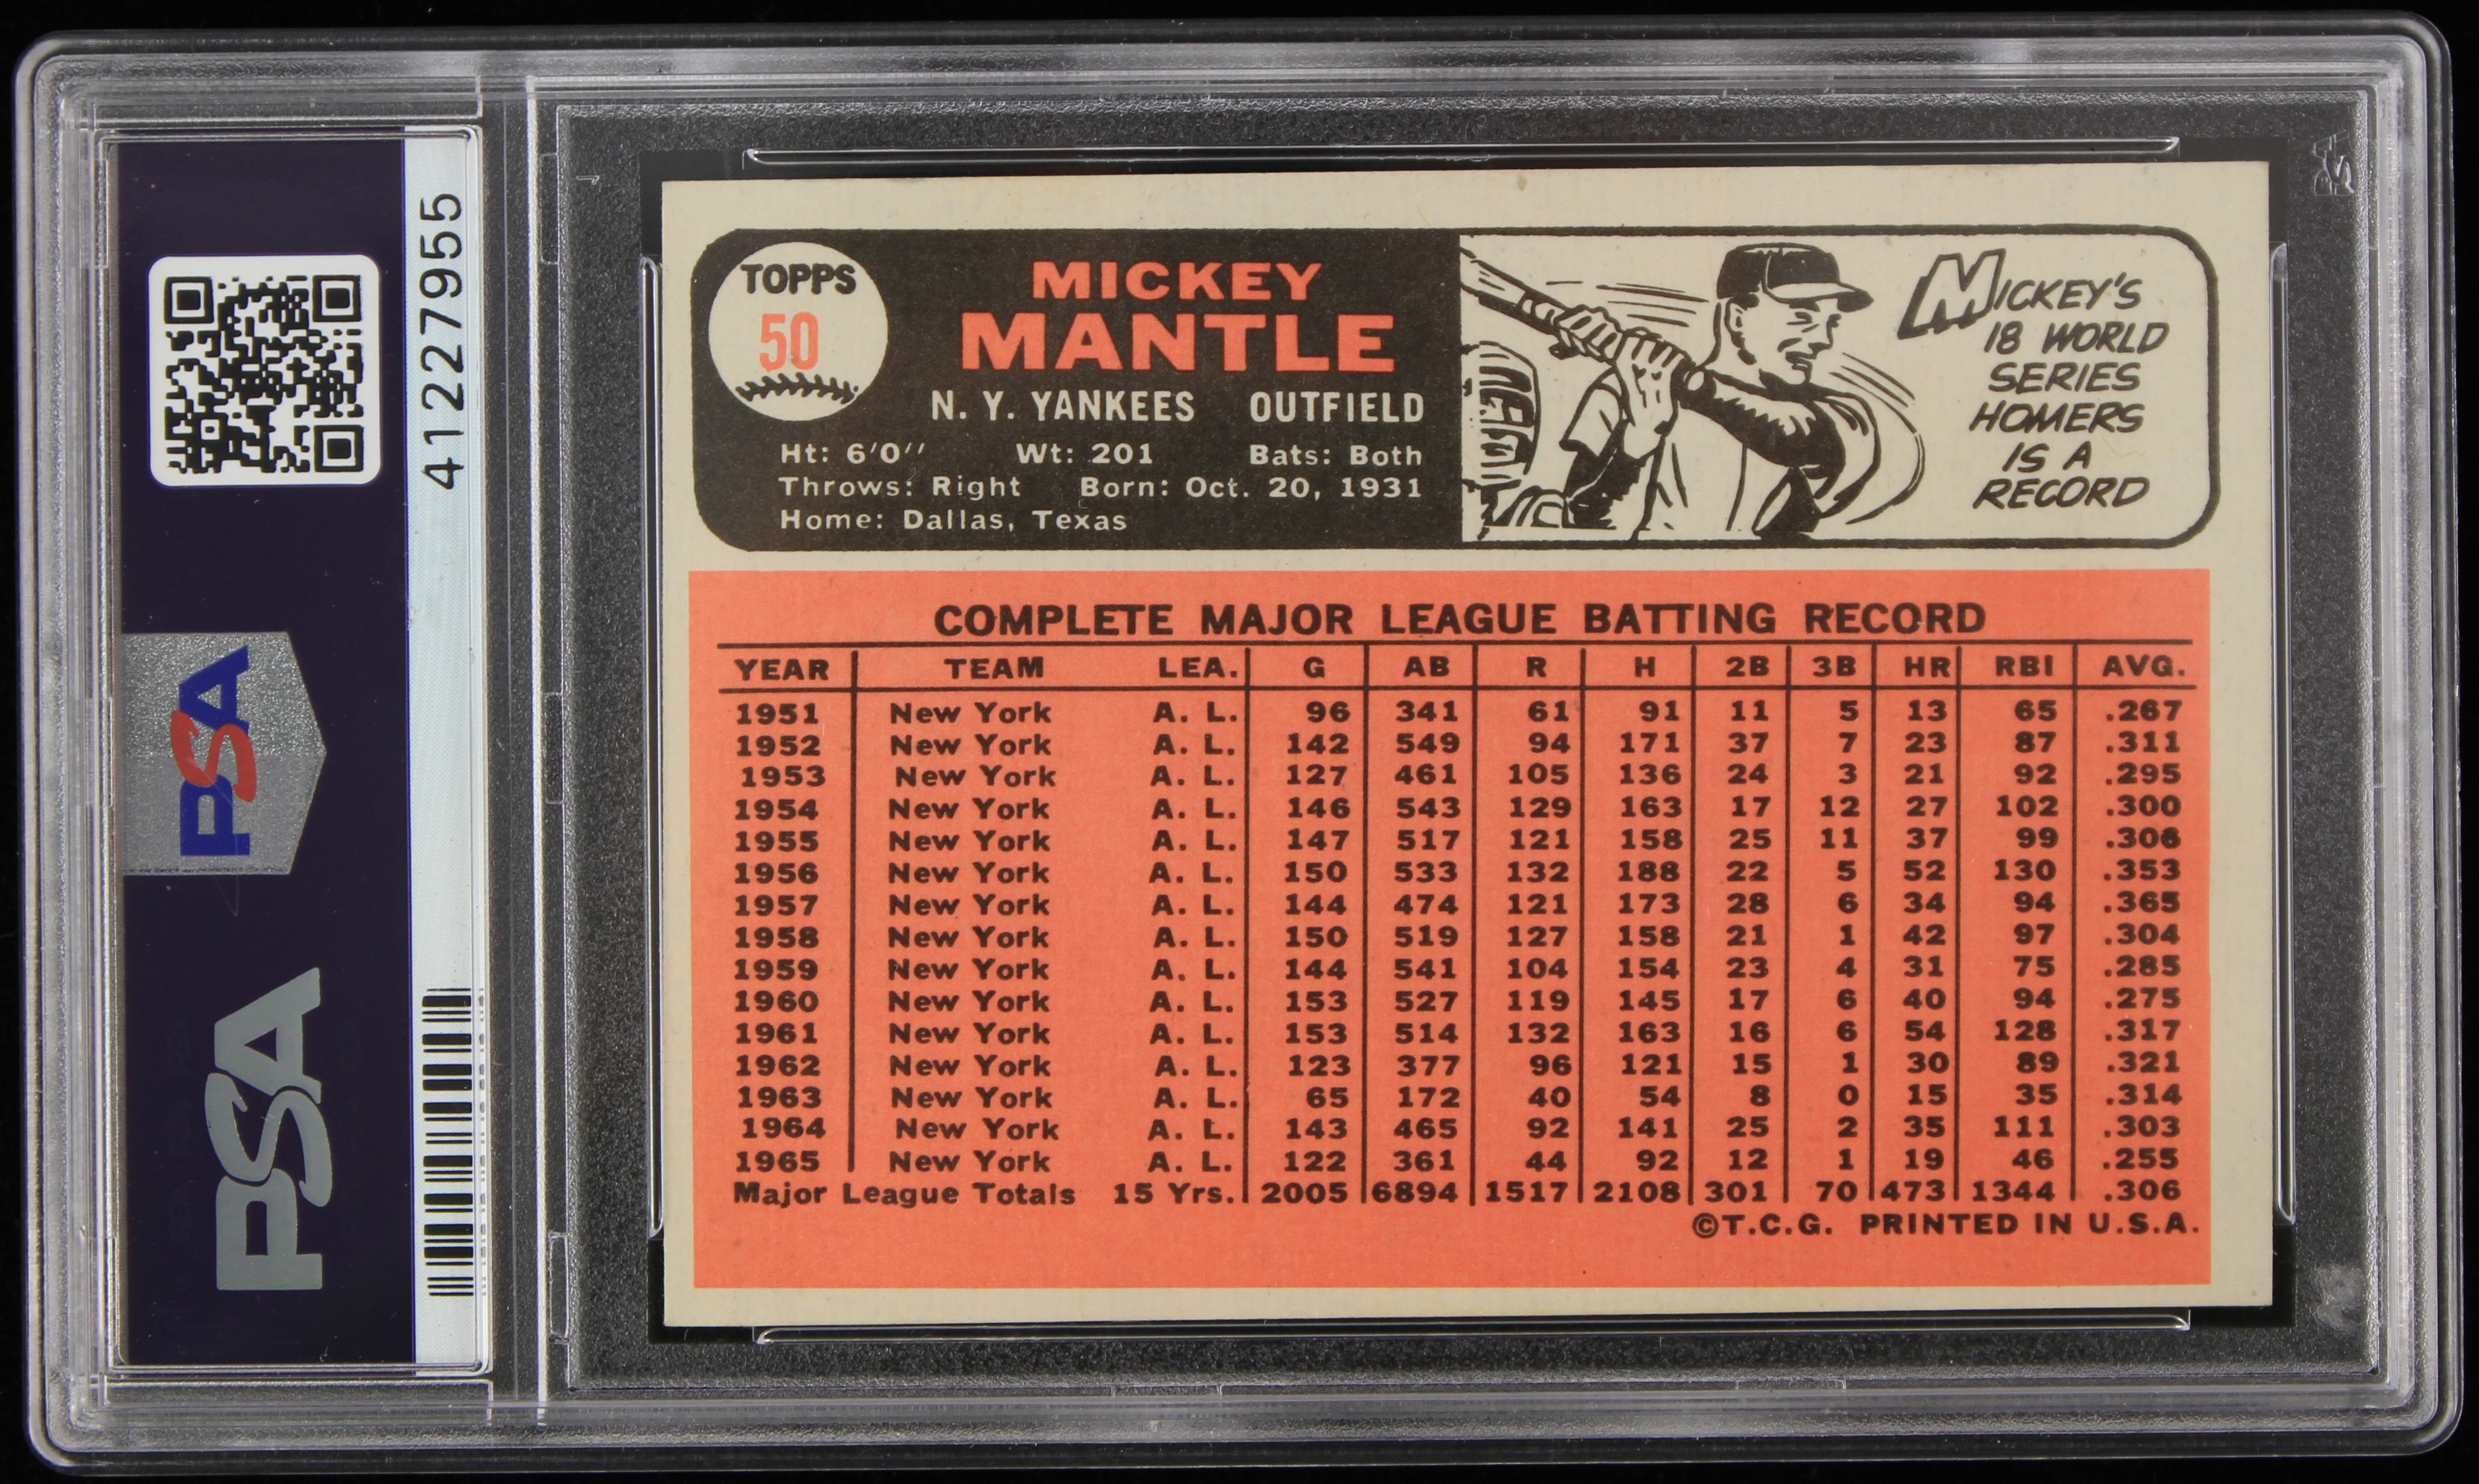 41227955
PSA
PSA
TOPPS
50
MICKEY
MANTLE
N. Y. YANKEES OUTFIELD
Ht: 6'0'' Wt: 201 Bats: Both
Throws: Right Born: Oct. 20, 1931
Home: Dallas, Texas
MICKEY'S
18 WORLD
SERIES
HOMERS
IS A
RECORD
COMPLETE MAJOR LEAGUE BATTING RECORD
YEAR TEAM LEA. G AB R H 2B 3B HR RBI AVG.
1951 New York A. L. 96 341 61 91 11 5 13 65 .267
1952 New York A. L. 142 549 94 171 37 7 23 87 .311
1953 New York A. L. 127 461 105 136 24 3 21 92 .295
1954 New York A. L. 146 543 129 163 17 12 27 102 .300
1955 New York A. L. 147 517 121 158 25 11 37 99 .306
1956 New York A. L. 150 533 132 188 22 5 52 130 .353
1957 New York A. L. 144 474 121 173 28 6 34 94 .365
1958 New York A. L. 150 519 127 158 21 1 42 97 .304
1959 New York A. L. 144 541 104 154 23 4 31 75 .285
1960 New York A. L. 153 527 119 145 17 6 40 94 .275
1961 New York A. L. 153 514 132 163 16 6 54 128 .317
1962 New York A. L. 123 377 96 121 15 1 30 89 .321
1963 New York A. L. 65 172 40 54 8 0 15 35 .314
1964 New York A. L. 143 465 92 141 25 2 35 111 .303
1965 New York A. L. 122 361 44 92 12 1 19 46 .255
Major League Totals 15 Yrs. 2005 6894 1517 2108 301 70 473 1344 .306
©T.C.G. PRINTED IN U.S.A.
PSA